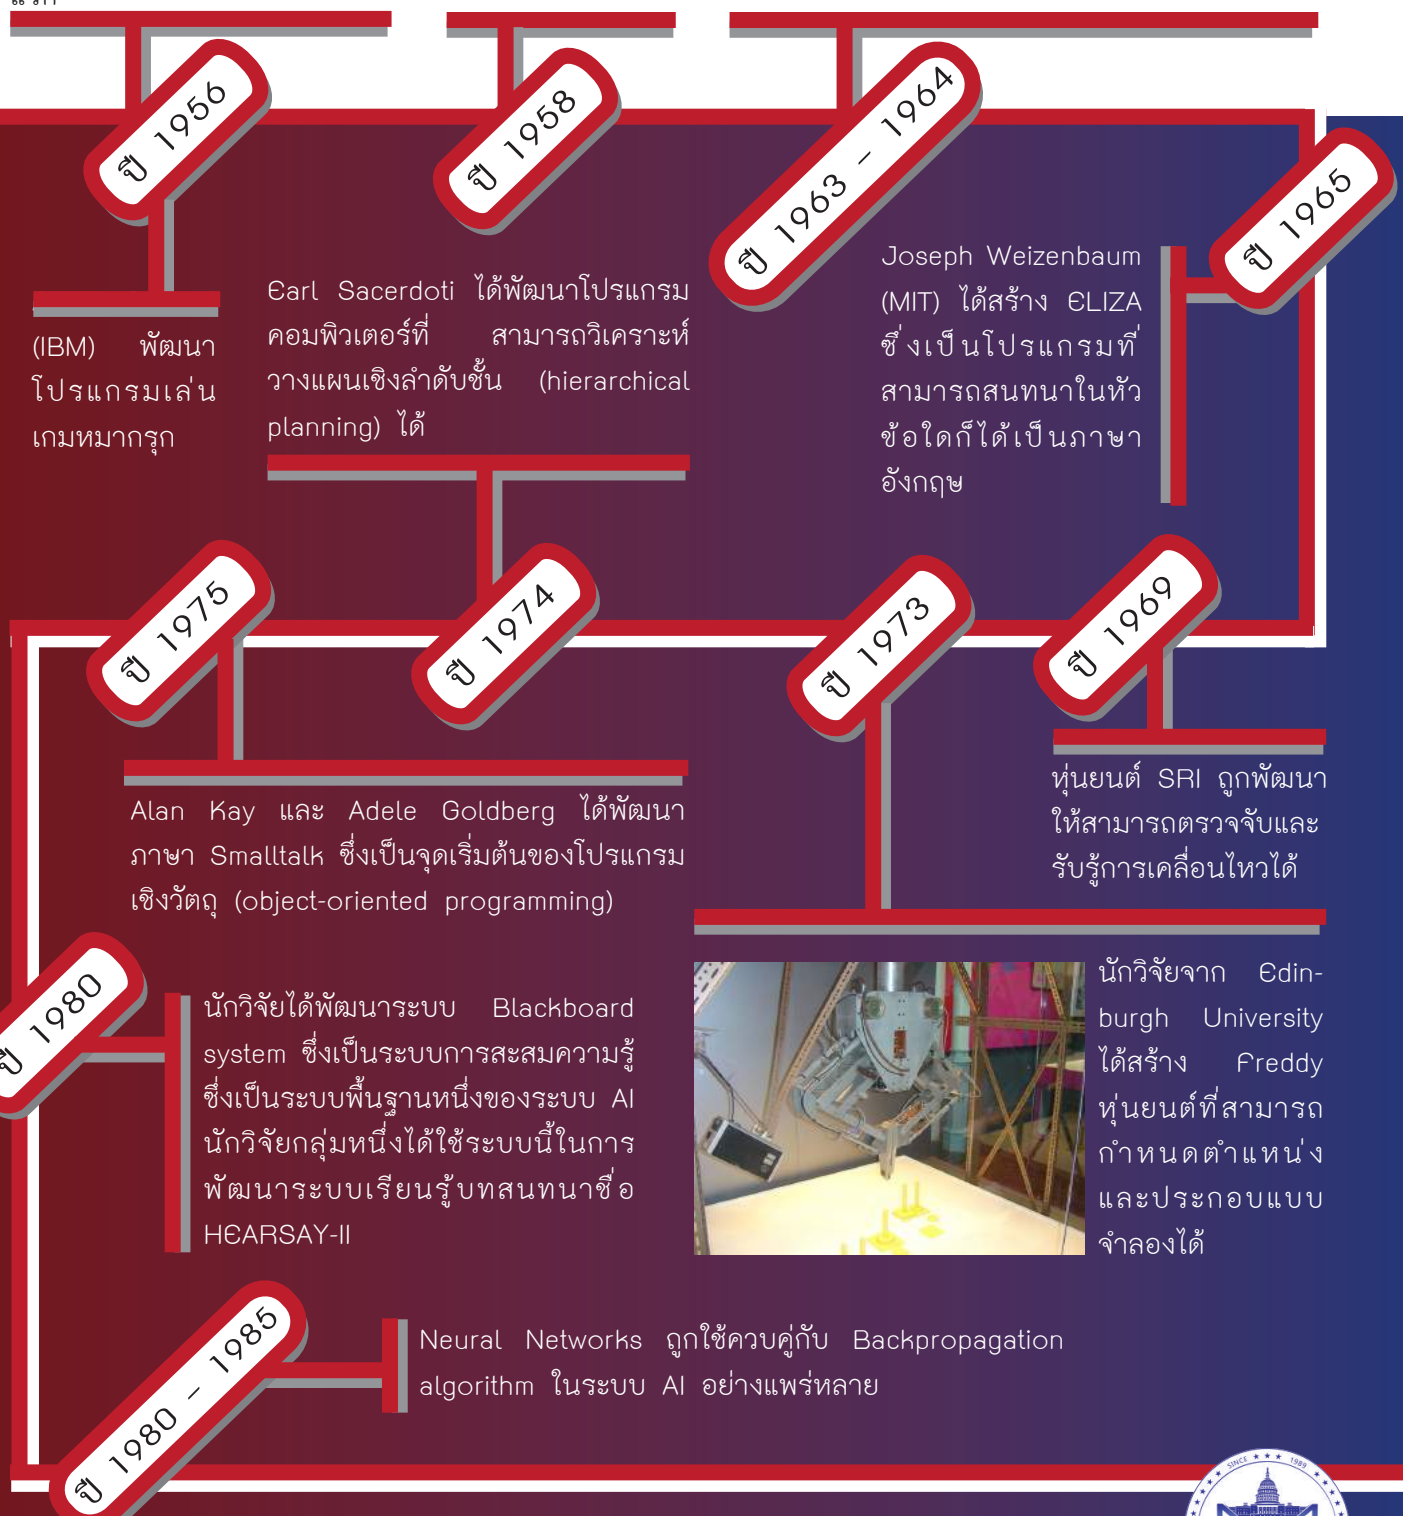 ปี 1956
ปี 1958
ปี 1963 – 1964
ปี 1965
(IBM) พัฒนา
โปรแกรมเล่น
เกมหมากรุก
Earl Sacerdoti ได้พัฒนาโปรแกรม
คอมพิวเตอร์ที่ สามารถวิเคราะห์
วางแผนเชิงลำดับชั้น (hierarchical
planning) ได้
Joseph Weizenbaum
(MIT) ได้สร้าง ELIZA
ซึ่งเป็นโปรแกรมที่
สามารถสนทนาในหัว
ข้อใดก็ได้เป็นภาษา
อังกฤษ
ปี 1975
ปี 1974
ปี 1973
ปี 1969
Alan Kay และ Adele Goldberg ได้พัฒนา
ภาษา Smalltalk ซึ่งเป็นจุดเริ่มต้นของโปรแกรม
เชิงวัตถุ (object-oriented programming)
หุ่นยนต์ SRI ถูกพัฒนา
ให้สามารถตรวจจับและ
รับรู้การเคลื่อนไหวได้
นักวิจัยจาก Edin-
burgh University
ได้สร้าง Freddy
หุ่นยนต์ที่สามารถ
กำหนดตำแหน่ง
และประกอบแบบ
จำลองได้
ปี 1980
นักวิจัยได้พัฒนาระบบ Blackboard
system ซึ่งเป็นระบบการสะสมความรู้
ซึ่งเป็นระบบพื้นฐานหนึ่งของระบบ AI
นักวิจัยกลุ่มหนึ่งได้ใช้ระบบนี้ในการ
พัฒนาระบบเรียนรู้บทสนทนาชื่อ
HEARSAY-II
ปี 1980 – 1985
Neural Networks ถูกใช้ควบคู่กับ Backpropagation
algorithm ในระบบ AI อย่างแพร่หลาย
SINCE ★ ★ ★ 1989